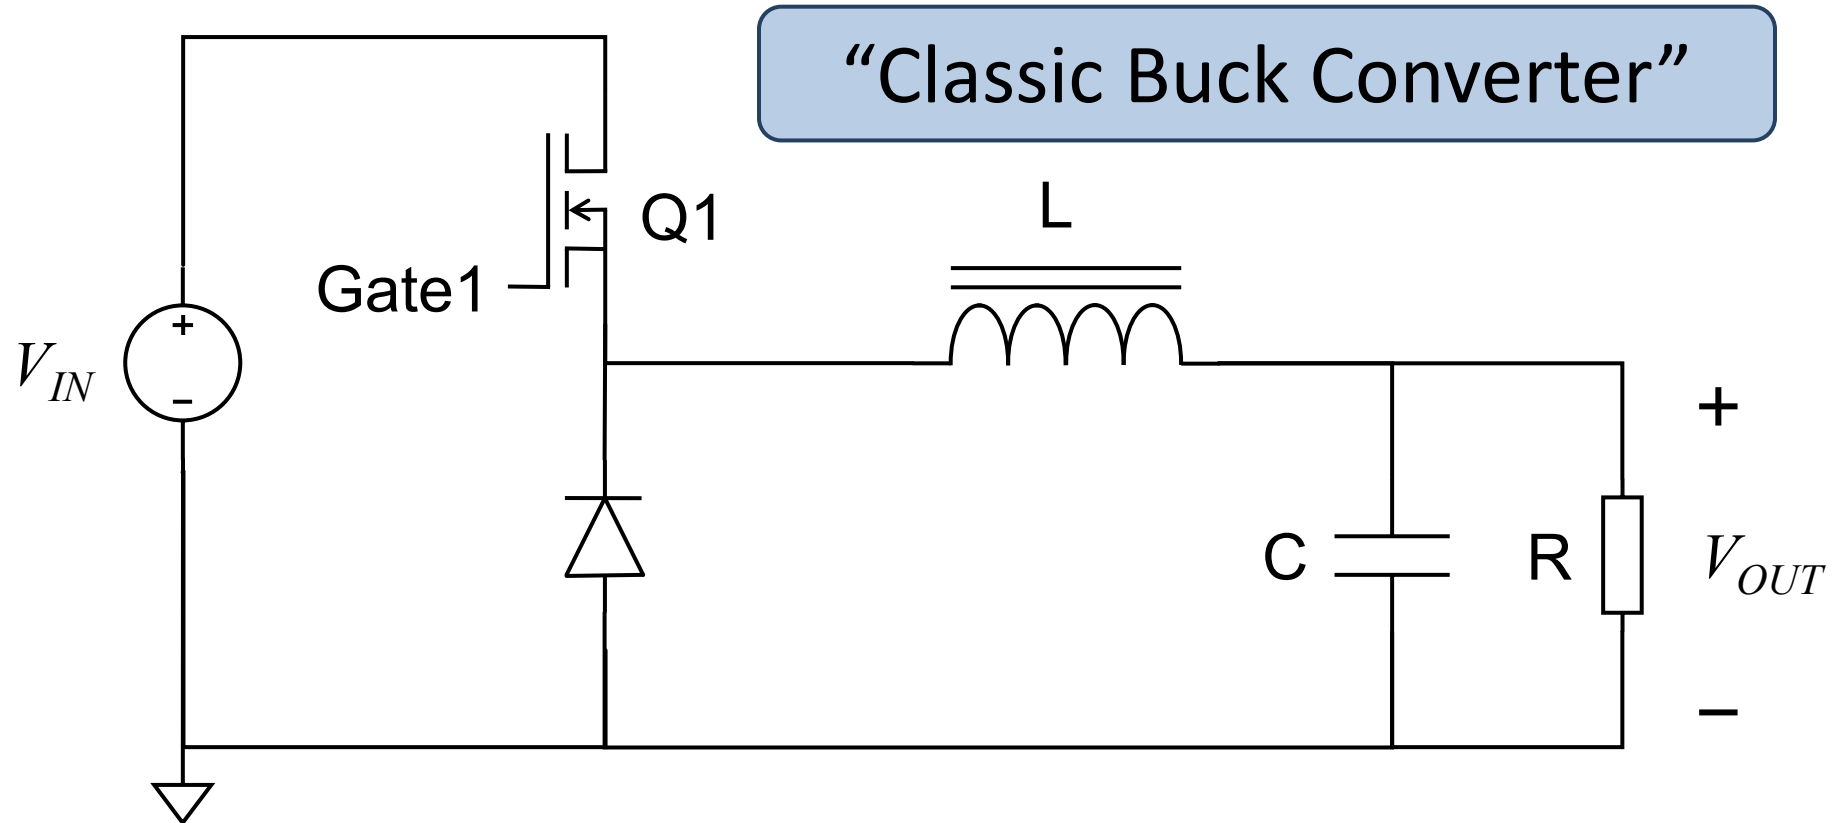 “Classic Buck Converter”
Q1
L
Gate1
+
V_IN
−
+
C
R
V_OUT
−